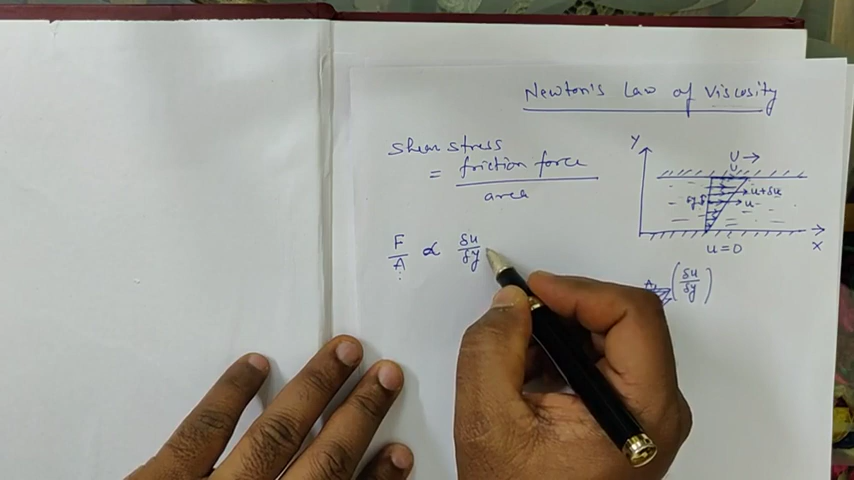 Newton's Law of Viscosity
Shear stress
= friction force
area
F/A ∝ δu/δy
Y
U →
U
u+δu
δy
u
X
u=0
(δu/δy)